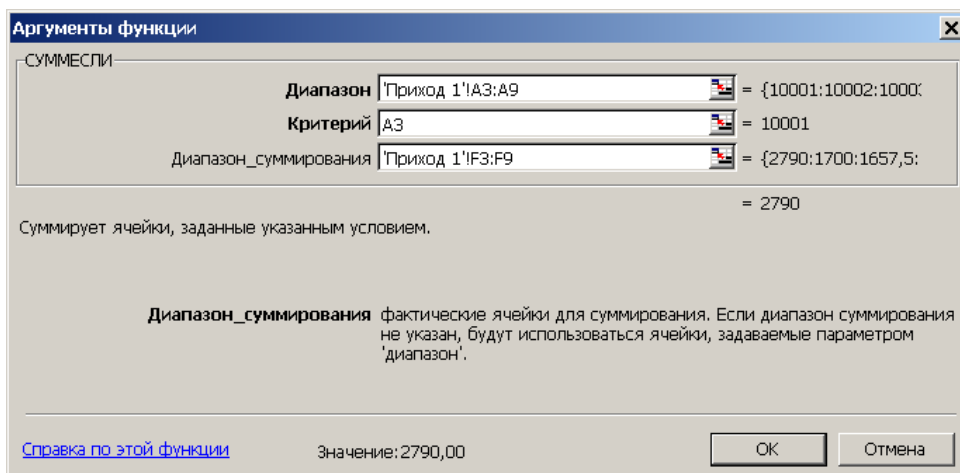 Аргументы функции
СУММЕСЛИ
Диапазон 'Приход 1'!A3:A9 = {10001:10002:1000
Критерий A3 = 10001
Диапазон_суммирования 'Приход 1'!F3:F9 = {2790:1700:1657,5:
= 2790
Суммирует ячейки, заданные указанным условием.
Диапазон_суммирования фактические ячейки для суммирования. Если диапазон суммирования
не указан, будут использоваться ячейки, задаваемые параметром
'диапазон'.
Справка по этой функции Значение:2790,00 ОК Отмена